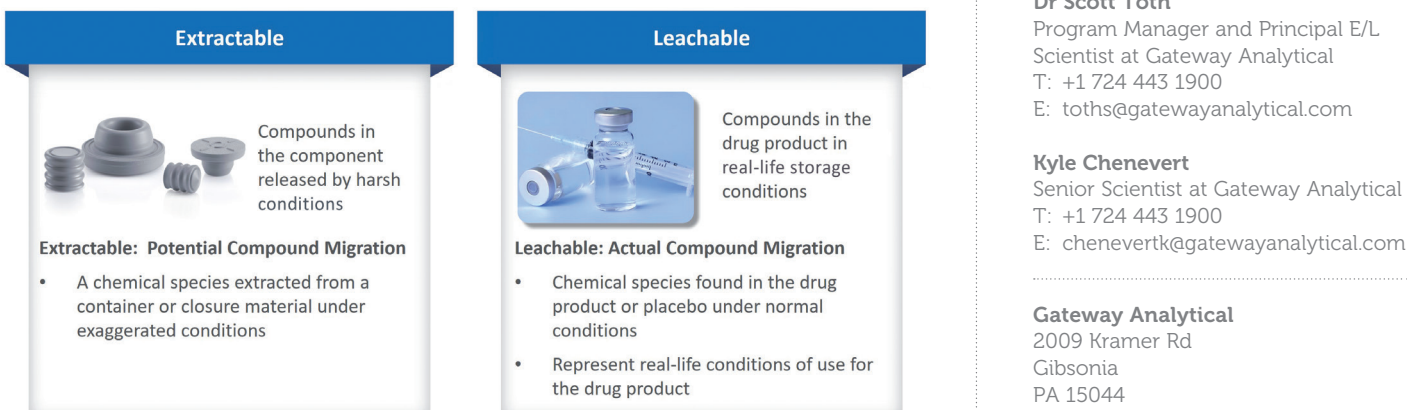 Extractable
Compounds in
the component
released by harsh
conditions
Extractable: Potential Compound Migration
• A chemical species extracted from a
container or closure material under
exaggerated conditions
Leachable
Compounds in the
drug product in
real-life storage
conditions
Leachable: Actual Compound Migration
• Chemical species found in the drug
product or placebo under normal
conditions
• Represent real-life conditions of use for
the drug product
Dr Scott Toth
Program Manager and Principal E/L
Scientist at Gateway Analytical
T: +1 724 443 1900
E: toths@gatewayanalytical.com
Kyle Chenevert
Senior Scientist at Gateway Analytical
T: +1 724 443 1900
E: chenevertk@gatewayanalytical.com
Gateway Analytical
2009 Kramer Rd
Gibsonia
PA 15044